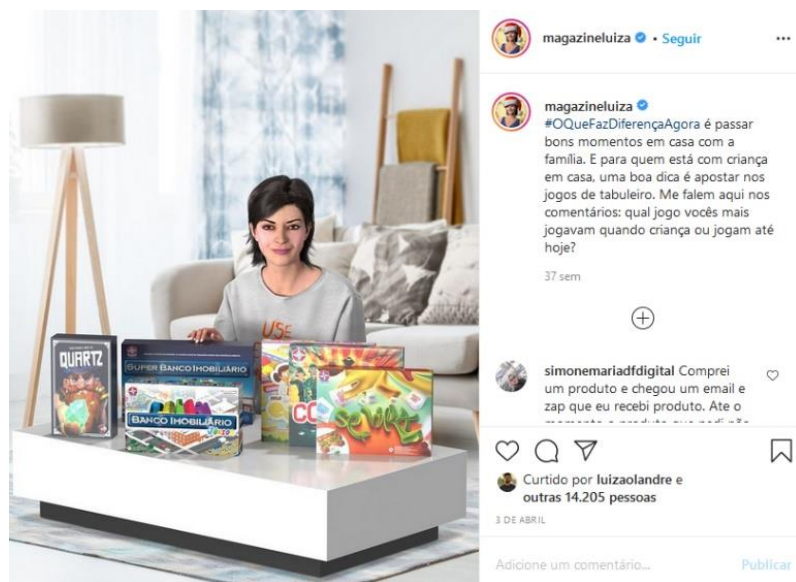 magazineluiza • Seguir
magazineluiza
#OQueFazDiferençaAgora é passar
bons momentos em casa com a
família. E para quem está com criança
em casa, uma boa dica é apostar nos
jogos de tabuleiro. Me falem aqui nos
comentários: qual jogo vocês mais
jogavam quando criança ou jogam até
hoje?
37 sem
simonemariadfdigital Comprei
um produto e chegou um email e
zap que eu recebi produto. Ate o
Curtido por luizaolandre e
outras 14.205 pessoas
3 DE ABRIL
Adicione um comentário... Publicar
USE
QUARTZ
SUPER BANCO IMOBILIÁRIO
BANCO IMOBILIÁRIO